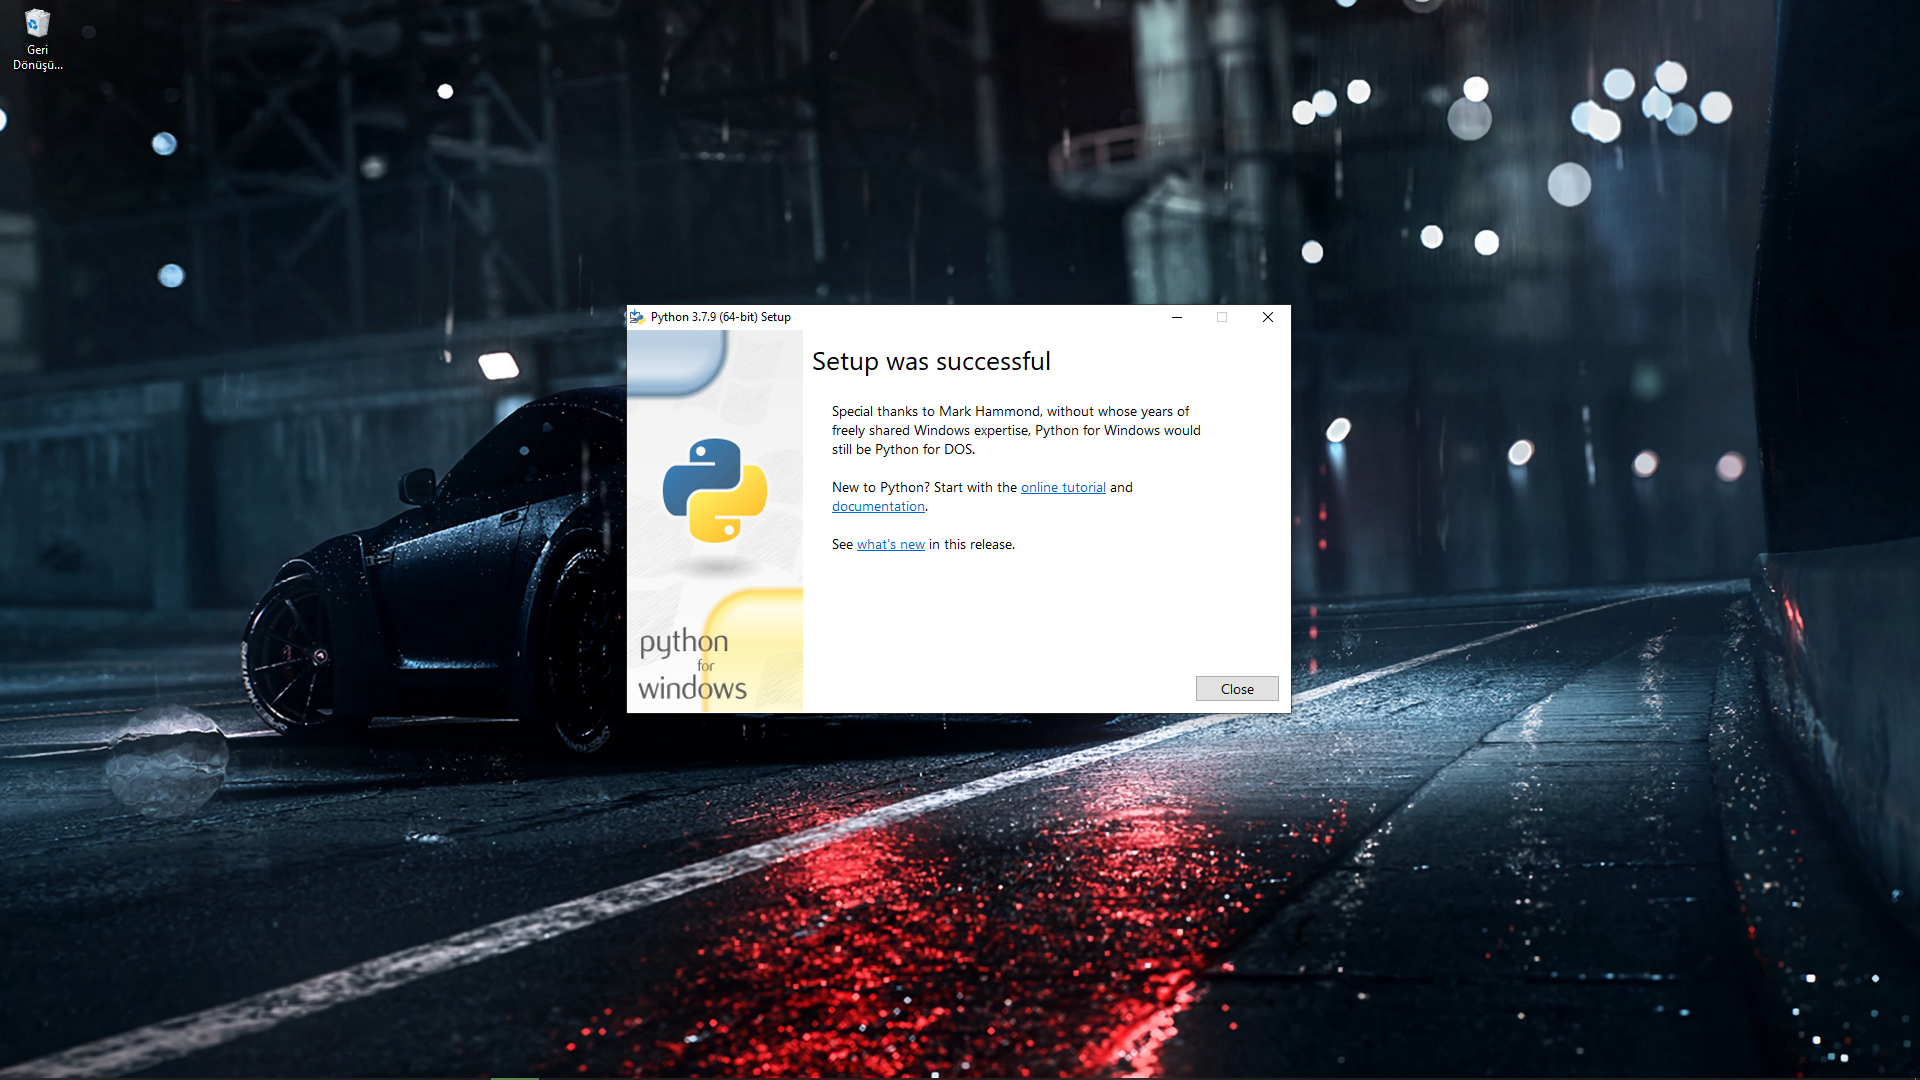 Geri
Dönüşü...
Python 3.7.9 (64-bit) Setup
Setup was successful
Special thanks to Mark Hammond, without whose years of
freely shared Windows expertise, Python for Windows would
still be Python for DOS.
New to Python? Start with the online tutorial and
documentation.
See what's new in this release.
python
for
windows
Close